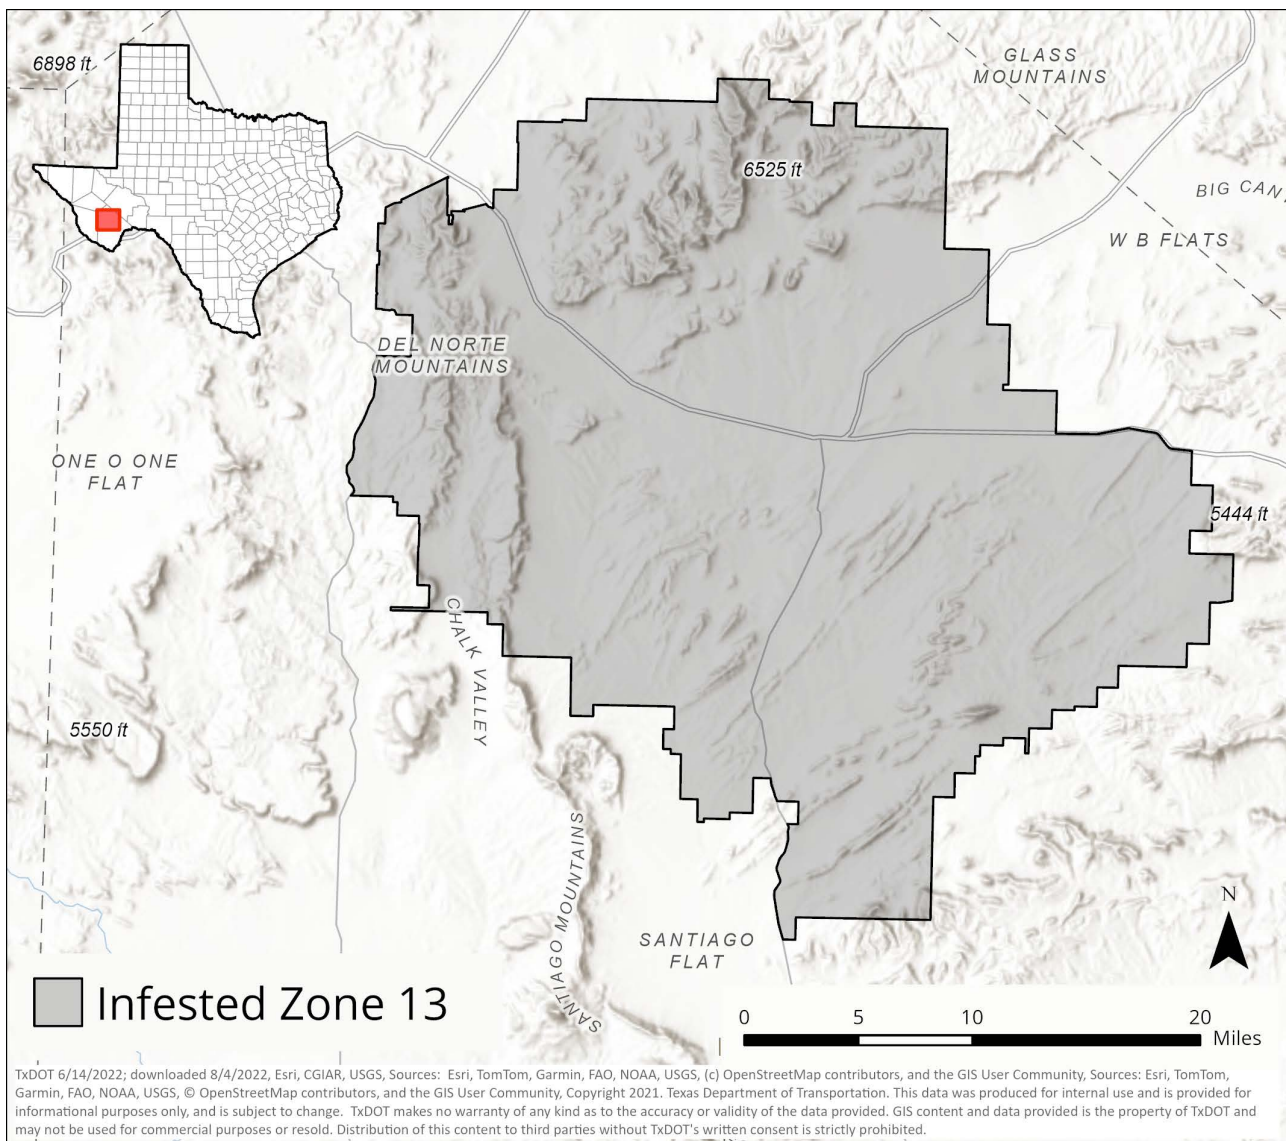 GLASS
MOUNTAINS
6898 ft
6525 ft
BIG CAN
W B FLATS
DEL NORTE
MOUNTAINS
ONE O ONE
FLAT
5444 ft
CHALK VALLEY
5550 ft
SANTIAGO MOUNTAINS
N
SANTIAGO
FLAT
Infested Zone 13
0 5 10 20
Miles
TxDOT 6/14/2022; downloaded 8/4/2022, Esri, CGIAR, USGS, Sources: Esri, TomTom, Garmin, FAO, NOAA, USGS, (c) OpenStreetMap contributors, and the GIS User Community, Sources: Esri, TomTom,
Garmin, FAO, NOAA, USGS, © OpenStreetMap contributors, and the GIS User Community, Copyright 2021. Texas Department of Transportation. This data was produced for internal use and is provided for
informational purposes only, and is subject to change. TxDOT makes no warranty of any kind as to the accuracy or validity of the data provided. GIS content and data provided is the property of TxDOT and
may not be used for commercial purposes or resold. Distribution of this content to third parties without TxDOT's written consent is strictly prohibited.